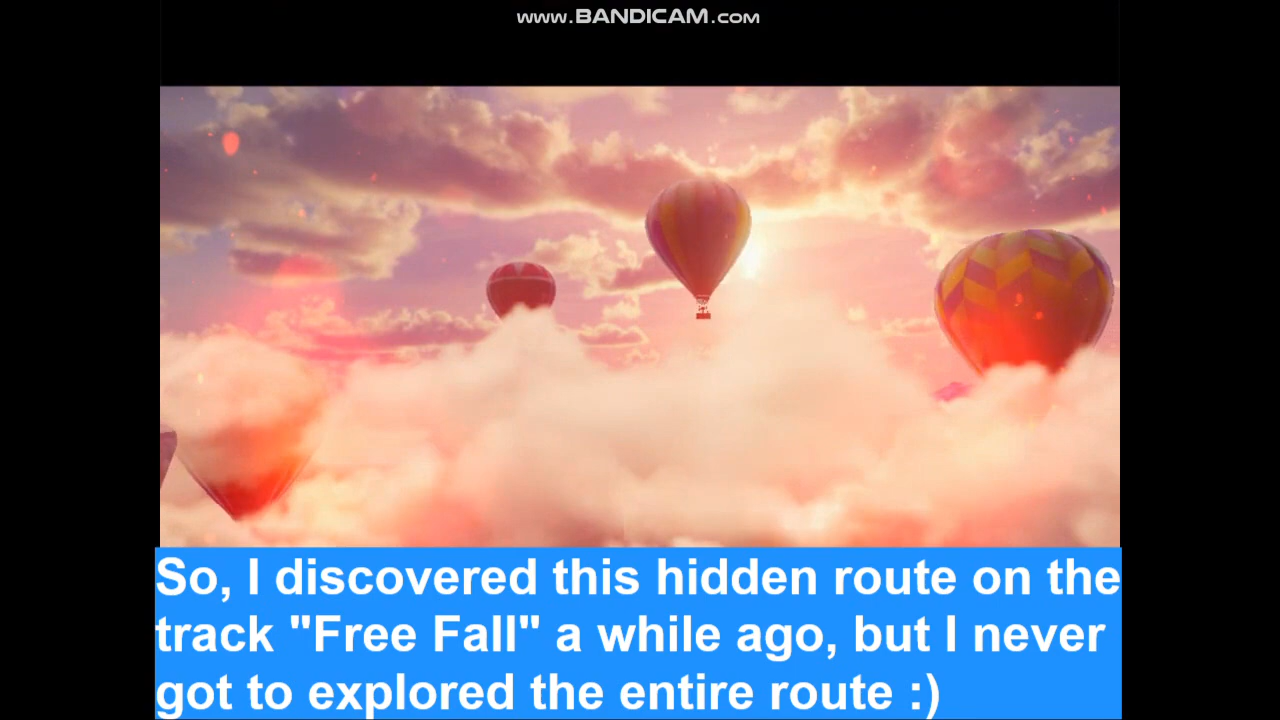 www.BANDICAM.com
So, I discovered this hidden route on the
track "Free Fall" a while ago, but I never
got to explored the entire route :)